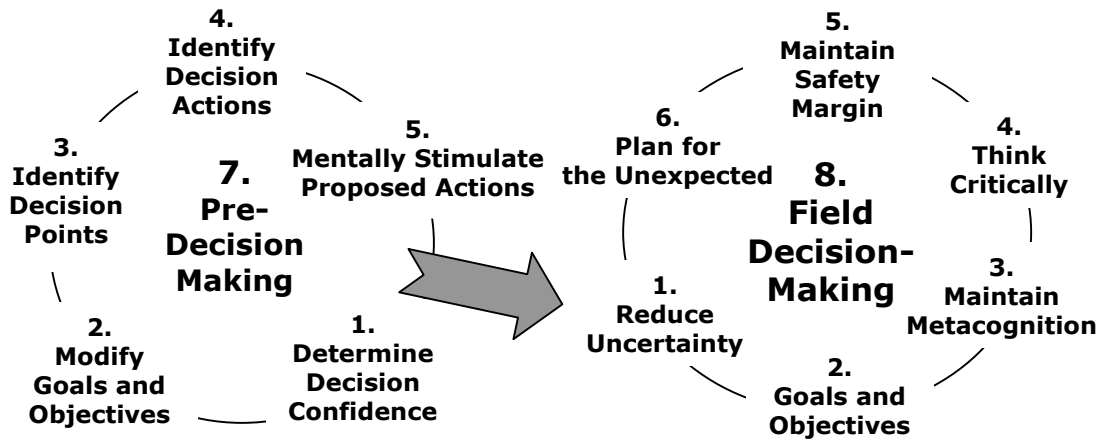 4.
Identify
Decision
Actions
3.
Identify
Decision
Points
7.
Pre-
Decision
Making
5.
Mentally Stimulate
Proposed Actions
2.
Modify
Goals and
Objectives
1.
Determine
Decision
Confidence
5.
Maintain
Safety
Margin
6.
Plan for
the Unexpected
8.
Field
Decision-
Making
4.
Think
Critically
1.
Reduce
Uncertainty
3.
Maintain
Metacognition
2.
Goals and
Objectives